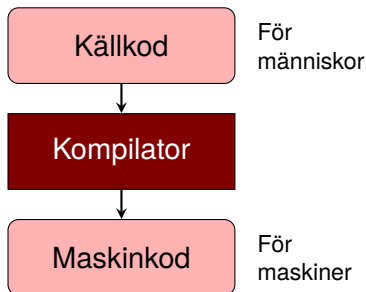 Källkod
För
människor
Kompilator
Maskinkod
För
maskiner